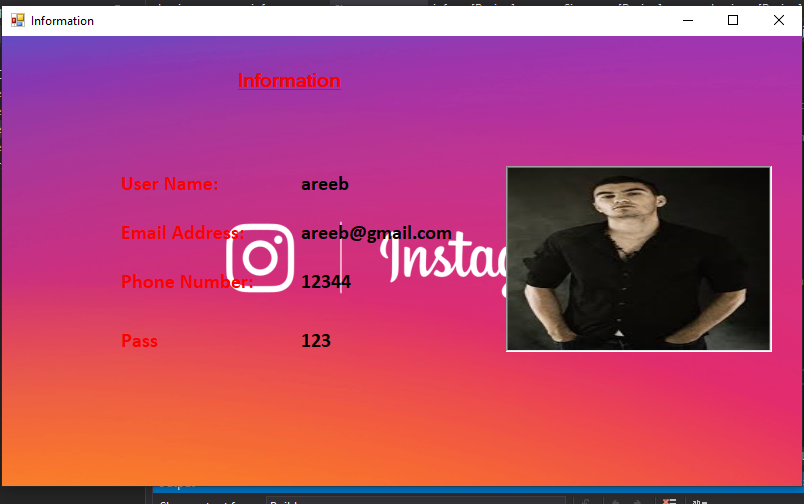 Information
Information
User Name: areeb
Email Address: areeb@gmail.com
Instag
Phone Number: 12344
Pass 123